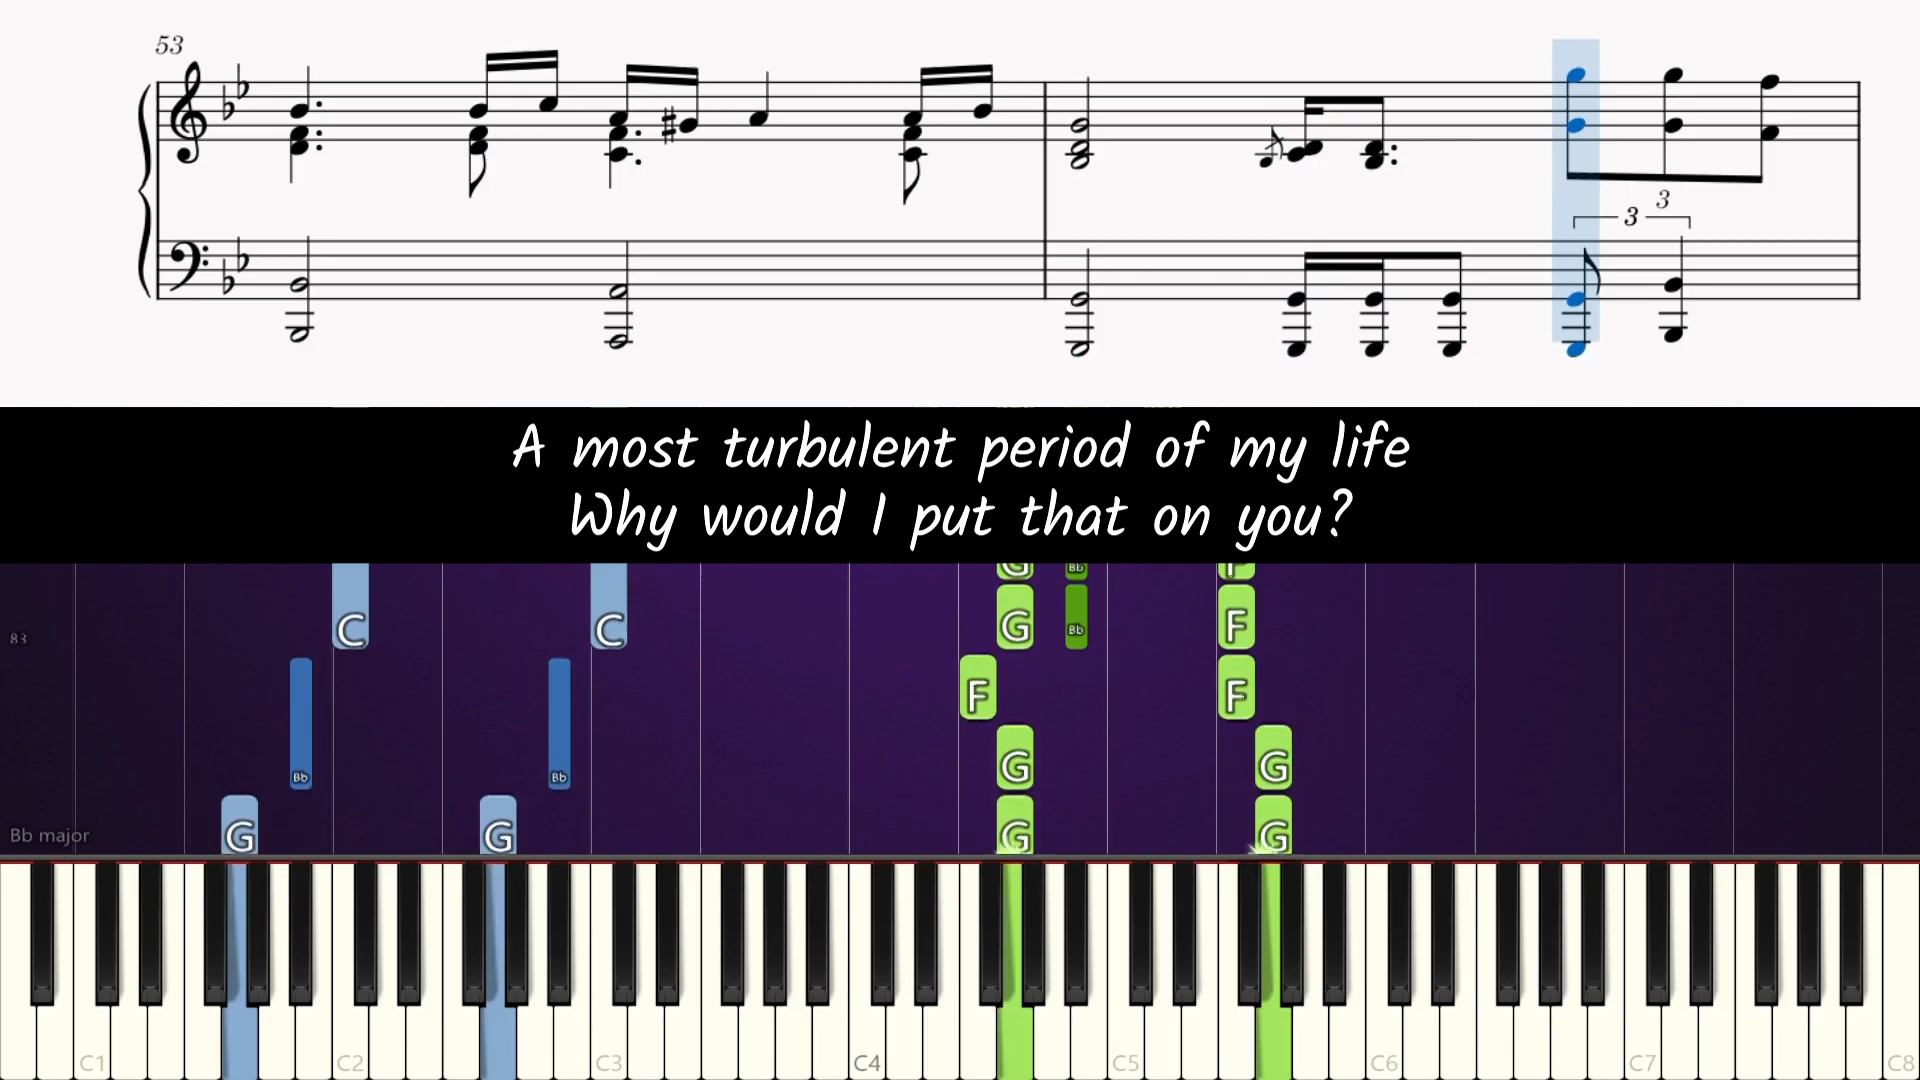 53
3
3
A most turbulent period of my life
Why would I put that on you?
G Bb F
C C G Bb F
83
F F
Bb Bb G G
G G G G
Bb major
C1 C2 C3 C4 C5 C6 C7 C8